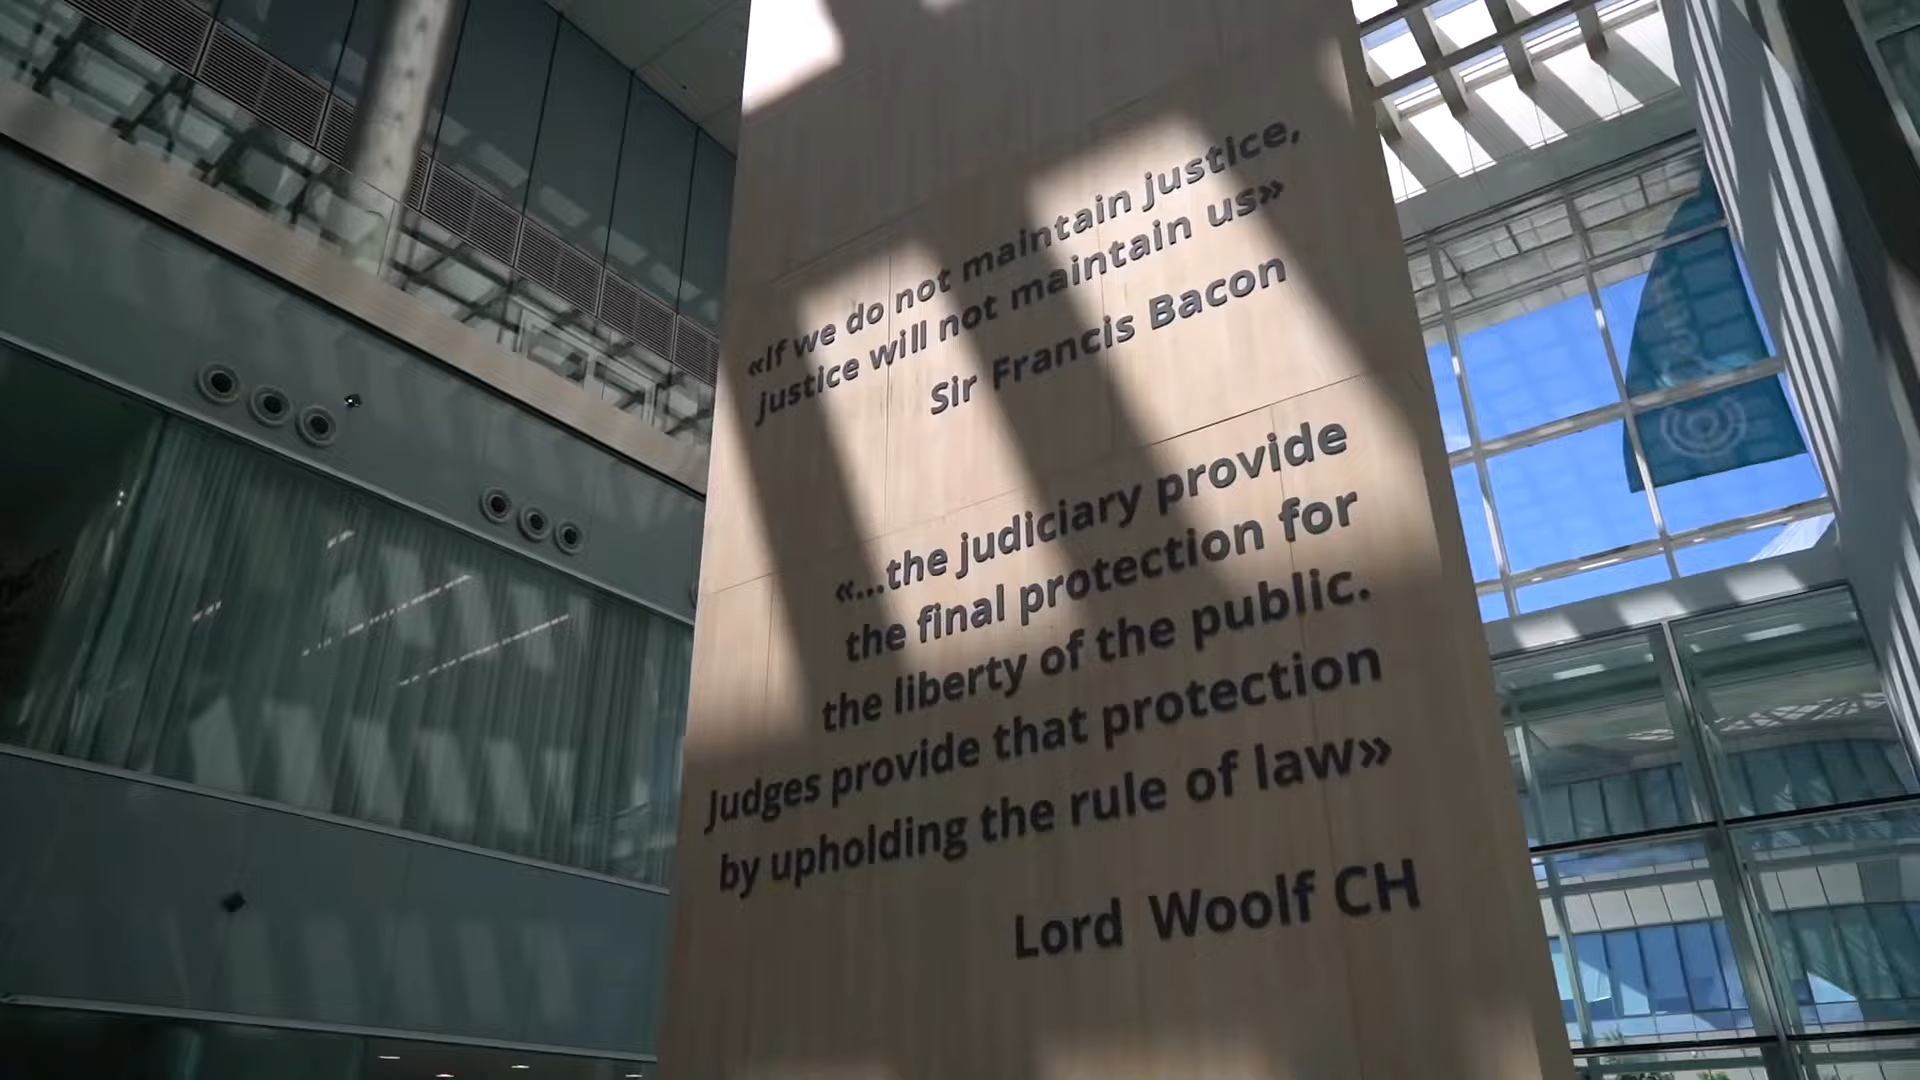 «If we do not maintain justice,
justice will not maintain us»
Sir Francis Bacon
«...the judiciary provide
the final protection for
the liberty of the public.
Judges provide that protection
by upholding the rule of law»
Lord Woolf CH